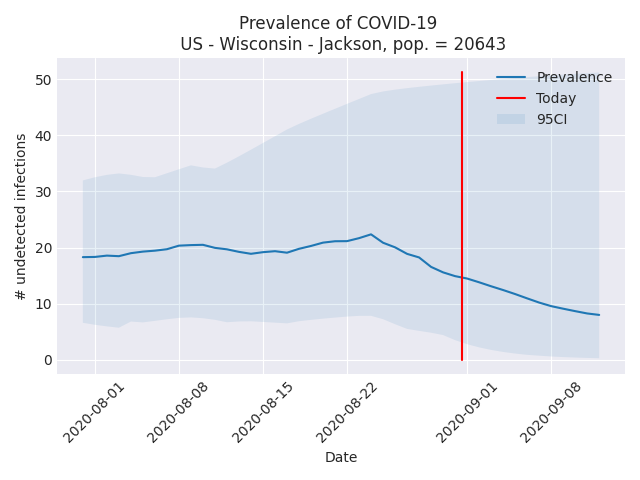 Prevalence of COVID-19
US - Wisconsin - Jackson, pop. = 20643
50
40
30
20
10
0
# undetected infections
Prevalence
Today
95CI
2020-08-01
2020-08-08
2020-08-15
2020-08-22
2020-09-01
2020-09-08
Date